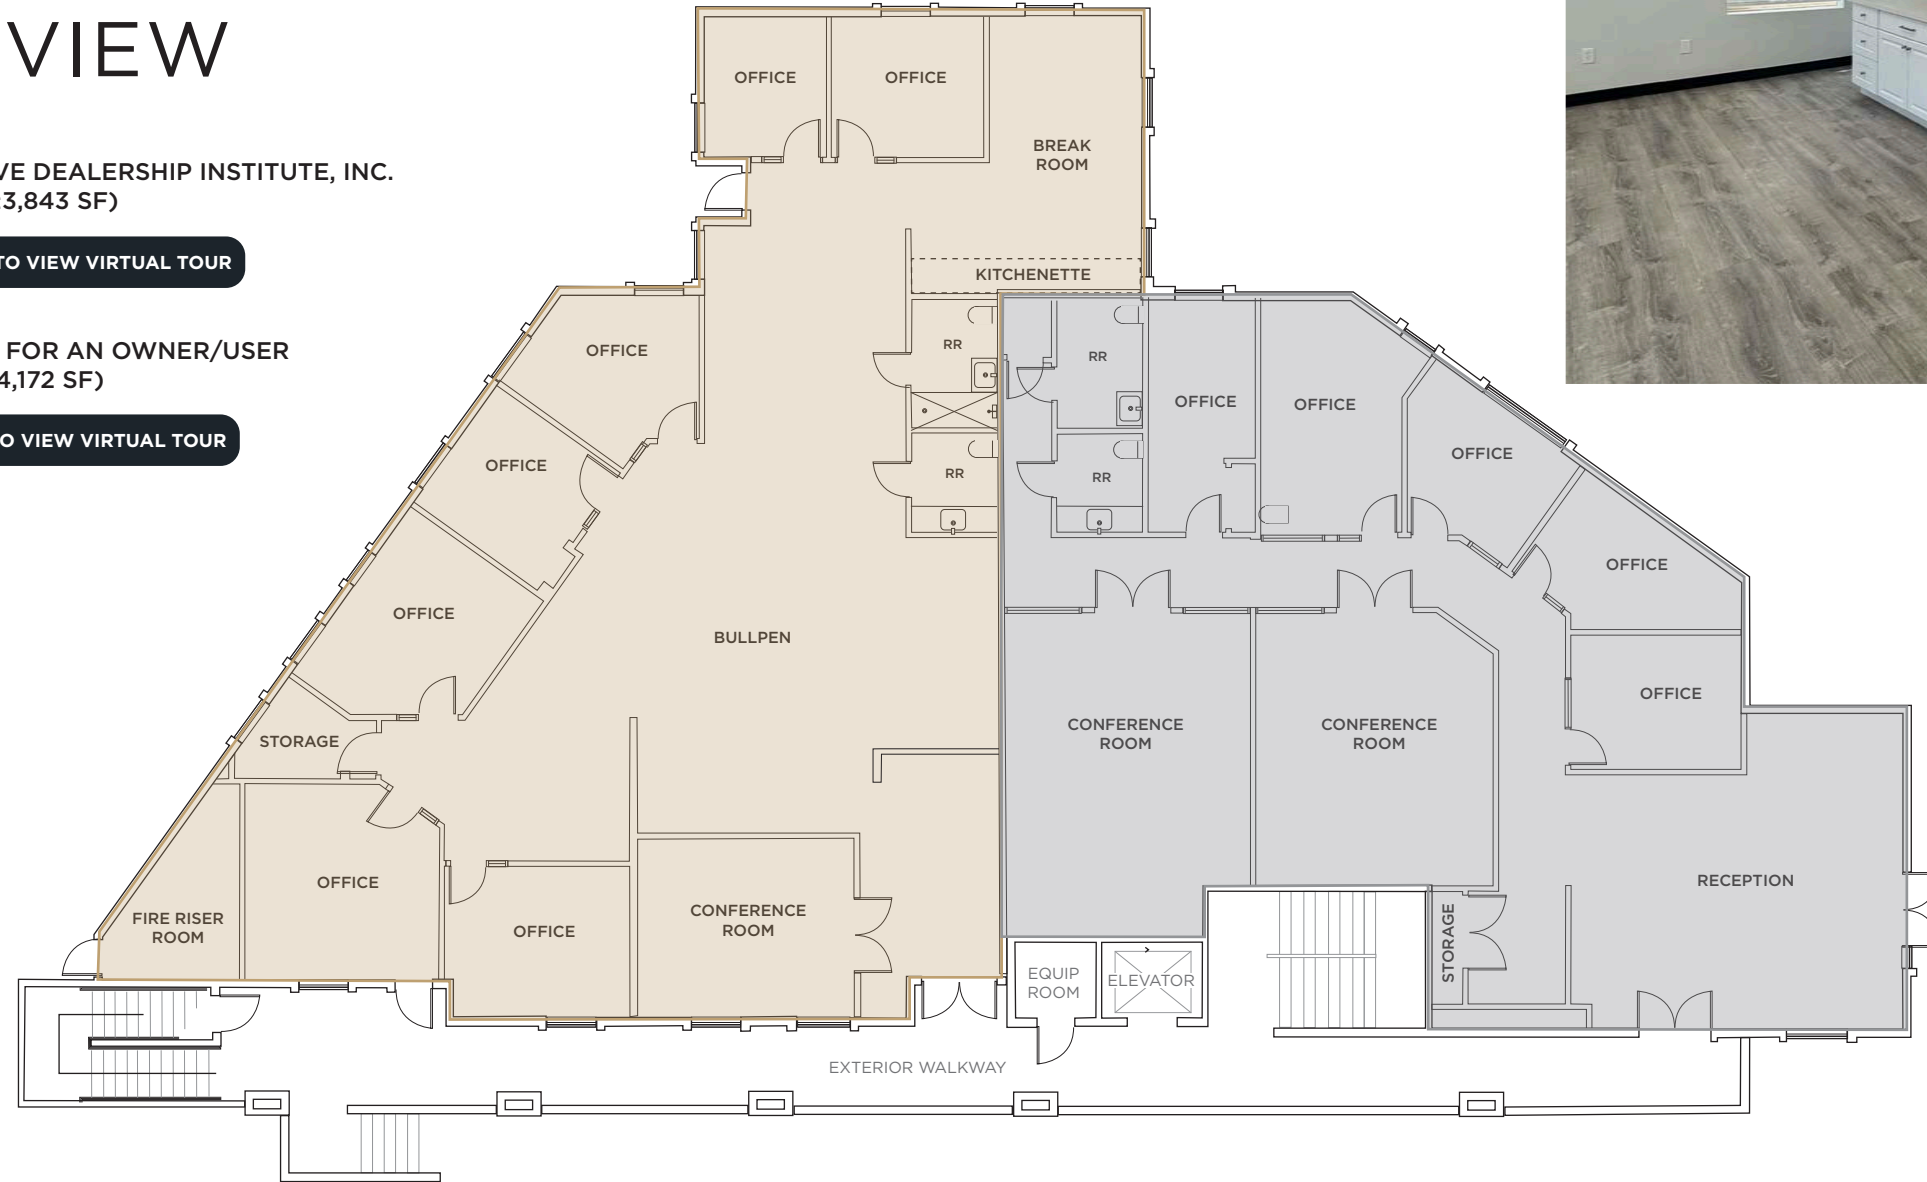 VIEW
VE DEALERSHIP INSTITUTE, INC.
3,843 SF)
TO VIEW VIRTUAL TOUR
FOR AN OWNER/USER
4,172 SF)
O VIEW VIRTUAL TOUR
OFFICE
OFFICE
BREAK
ROOM
KITCHENETTE
OFFICE
RR
RR
OFFICE
OFFICE
OFFICE
RR
OFFICE
RR
OFFICE
OFFICE
OFFICE
BULLPEN
OFFICE
STORAGE
CONFERENCE
ROOM
CONFERENCE
ROOM
OFFICE
FIRE RISER
ROOM
OFFICE
CONFERENCE
ROOM
RECEPTION
STORAGE
EQUIP
ROOM
ELEVATOR
EXTERIOR WALKWAY